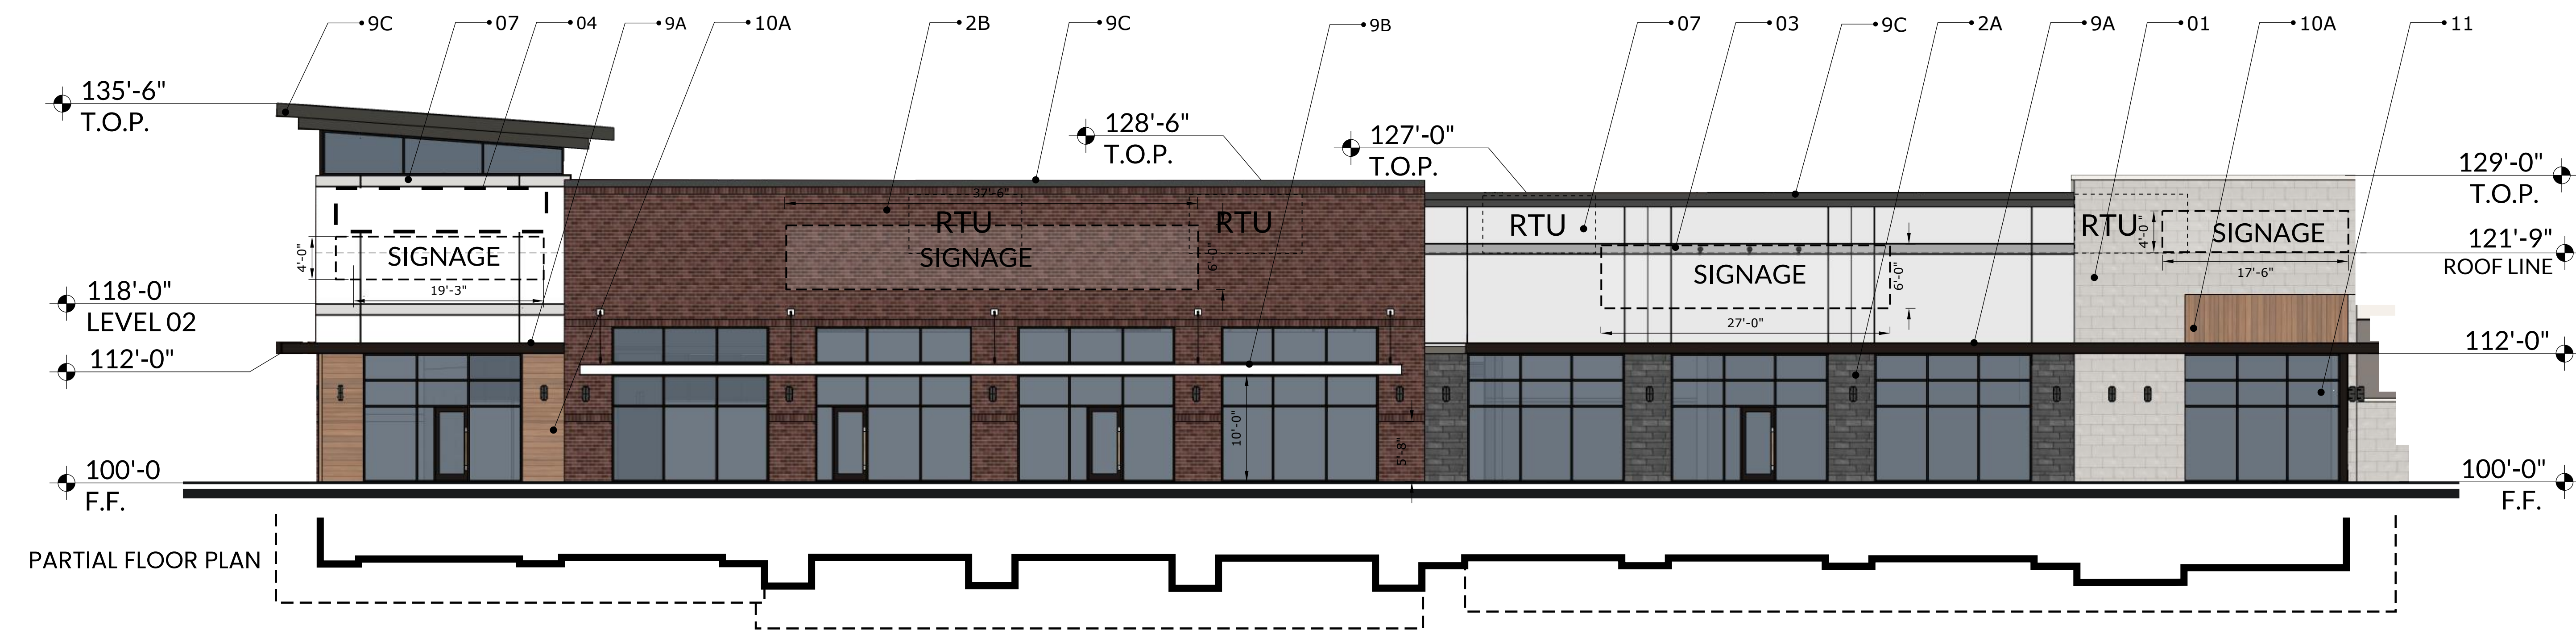 9C 07 04 9A 10A 2B 9C 9B 07 03 9C 2A 9A 01 10A 11
135'-6"
T.O.P.
128'-6"
T.O.P.
127'-0"
T.O.P.
129'-0"
T.O.P.
37'-6"
RTU
RTU
RTU
RTU
4'-0"
SIGNAGE
19'-3"
SIGNAGE
6'-0"
SIGNAGE
6'-0"
27'-0"
4'-0"
SIGNAGE
17'-6"
121'-9"
ROOF LINE
118'-0"
LEVEL 02
112'-0"
112'-0"
10'-0"
5'-8"
100'-0
F.F.
100'-0"
F.F.
PARTIAL FLOOR PLAN